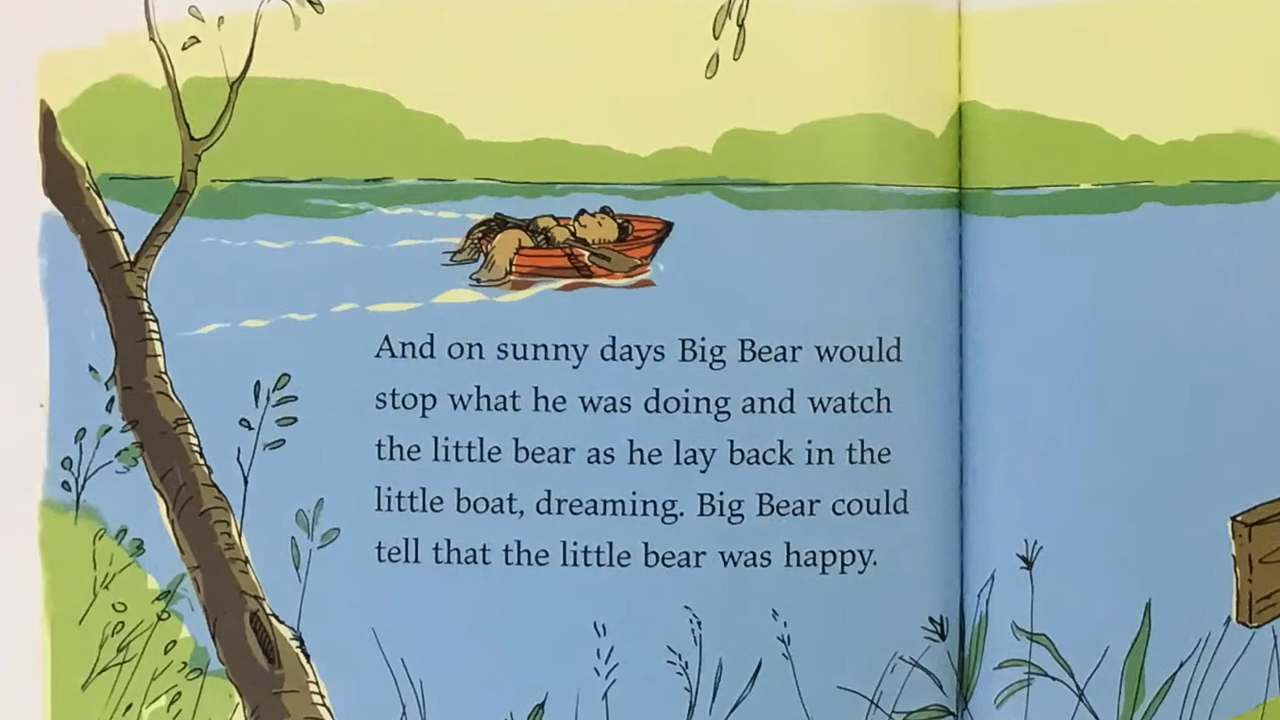 And on sunny days Big Bear would
stop what he was doing and watch
the little bear as he lay back in the
little boat, dreaming. Big Bear could
tell that the little bear was happy.